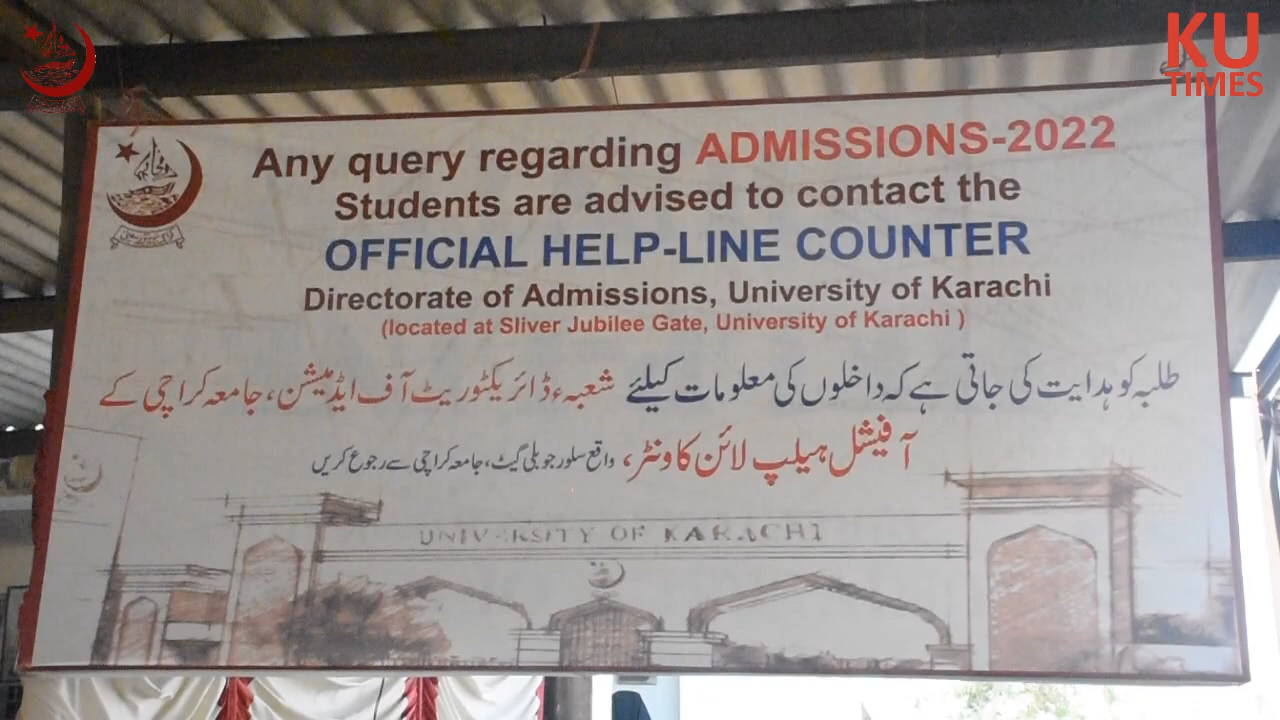 KU
TIMES
Any query regarding ADMISSIONS-2022
Students are advised to contact the
OFFICIAL HELP-LINE COUNTER
Directorate of Admissions, University of Karachi
(located at Sliver Jubilee Gate, University of Karachi )
طلبہ کو ہدایت کی جاتی ہے کہ داخلوں کی معلومات کیلئے شعبہء ڈائریکٹوریٹ آف ایڈمیشن، جامعہ کراچی کے
آفیشل ہیلپ لائن کاونٹر، واقع سلور جوبلی گیٹ، جامعہ کراچی سے رجوع کریں
UNIVERSITY OF KARACHI